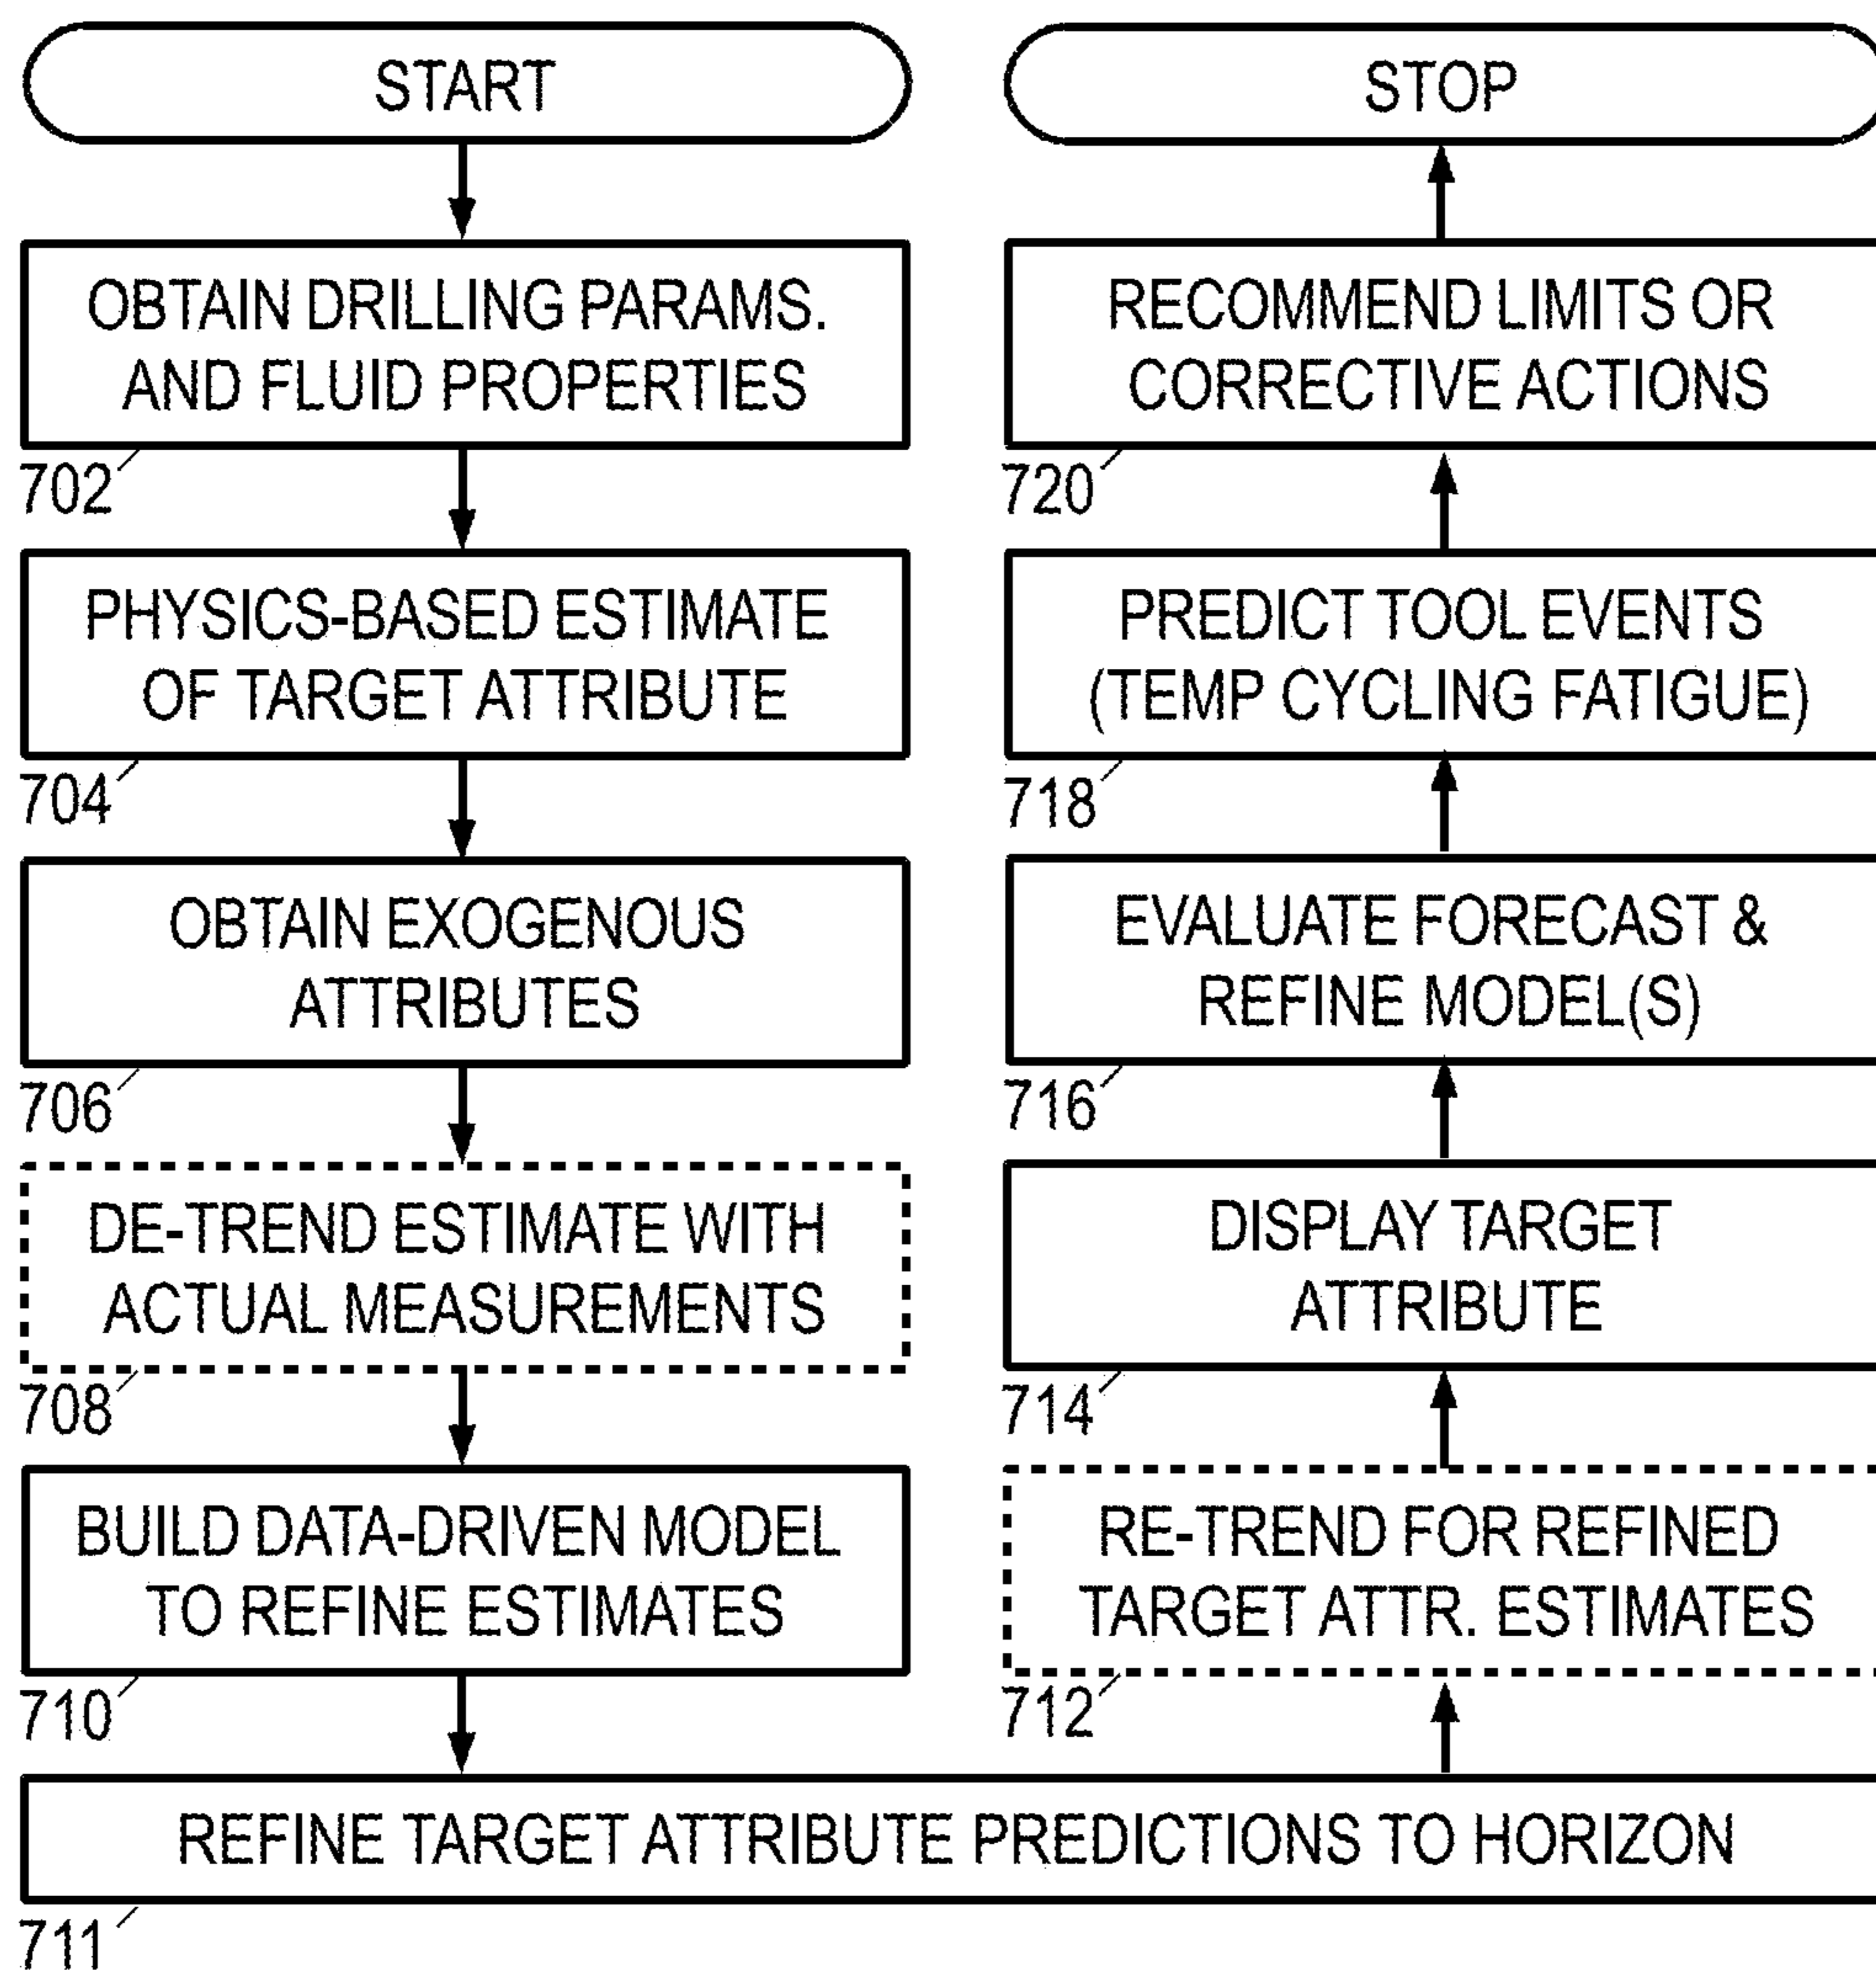 START
OBTAIN DRILLING PARAMS.
AND FLUID PROPERTIES
702
PHYSICS-BASED ESTIMATE
OF TARGET ATTRIBUTE
704
OBTAIN EXOGENOUS
ATTRIBUTES
706
DE-TREND ESTIMATE WITH
ACTUAL MEASUREMENTS
708
BUILD DATA-DRIVEN MODEL
TO REFINE ESTIMATES
710
REFINE TARGET ATTRIBUTE PREDICTIONS TO HORIZON
711
RE-TREND FOR REFINED
TARGET ATTR. ESTIMATES
712
DISPLAY TARGET
ATTRIBUTE
714
EVALUATE FORECAST &
REFINE MODEL(S)
716
PREDICT TOOL EVENTS
(TEMP CYCLING FATIGUE)
718
RECOMMEND LIMITS OR
CORRECTIVE ACTIONS
720
STOP